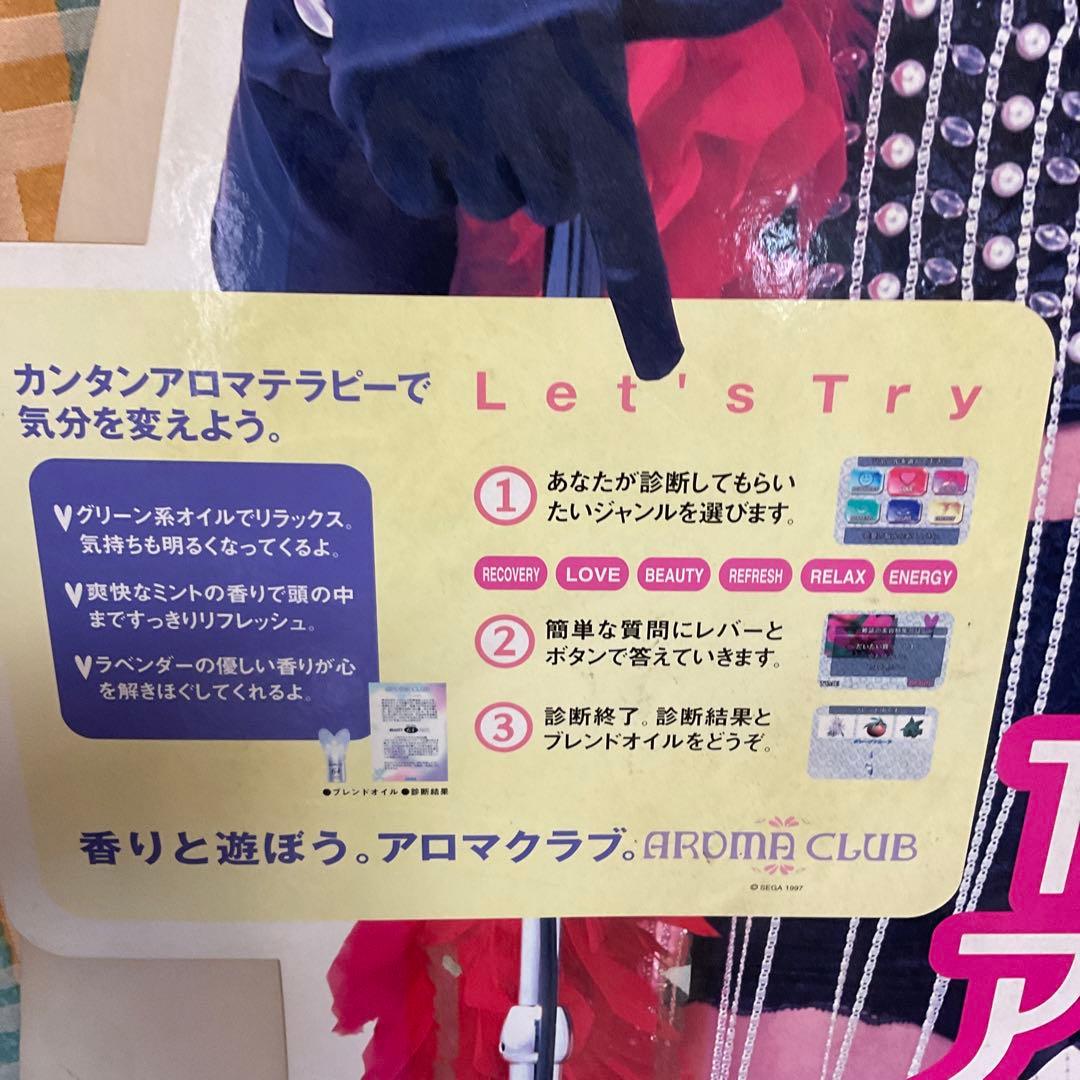 カンタンアロマテラピーで
気分を変えよう。
グリーン系オイルでリラックス。
気持ちも明るくなってくるよ。
爽快なミントの香りで頭の中
まですっきりリフレッシュ。
ラベンダーの優しい香りが心
を解きほぐしてくれるよ。
AROMA CLUB
●ブレンドオイル ●診断結果
Let's Try
① あなたが診断してもらい
たいジャンルを選びます。
RECOVERY LOVE BEAUTY REFRESH RELAX ENERGY
② 簡単な質問にレバーと
ボタンで答えていきます。
③ 診断終了。診断結果と
ブレンドオイルをどうぞ。
香りと遊ぼう。アロマクラブ。AROMA CLUB
© SEGA 1997
ア